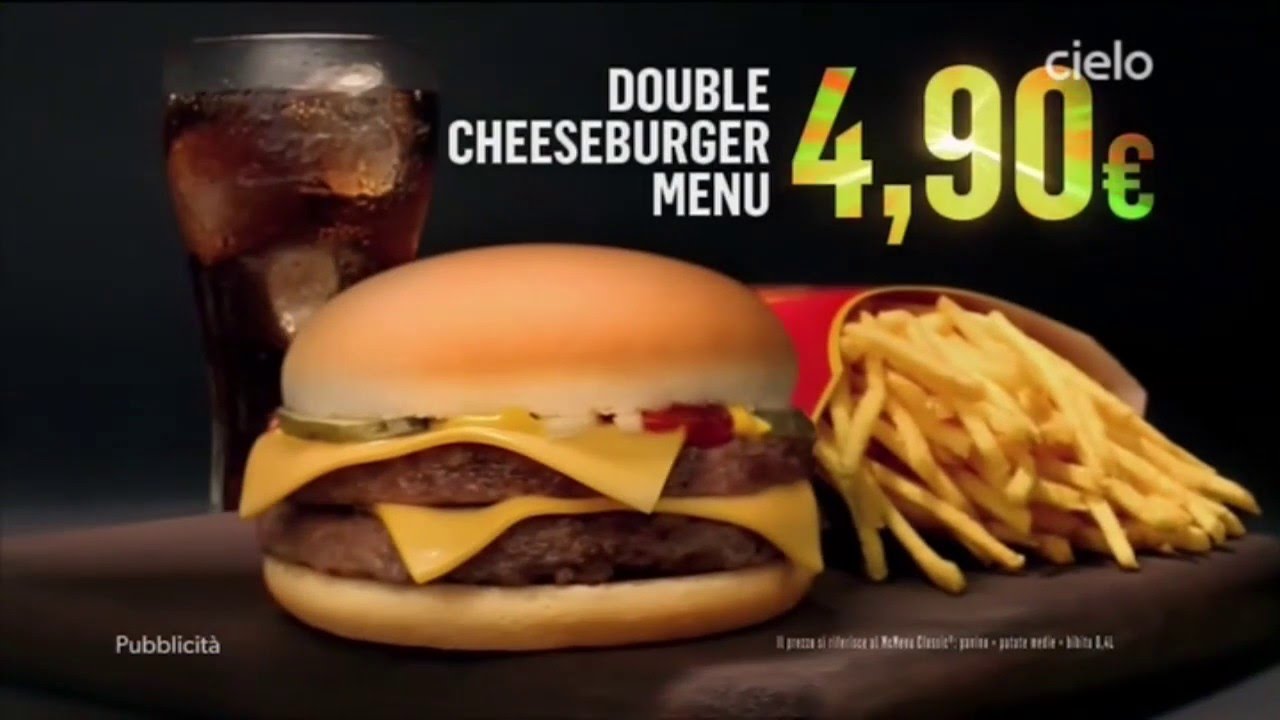 cielo
DOUBLE
CHEESEBURGER
MENU
4,90€
Pubblicità
Il prezzo si riferisce al McMenu Classic®: panino + patate medie + bibita 0,4L